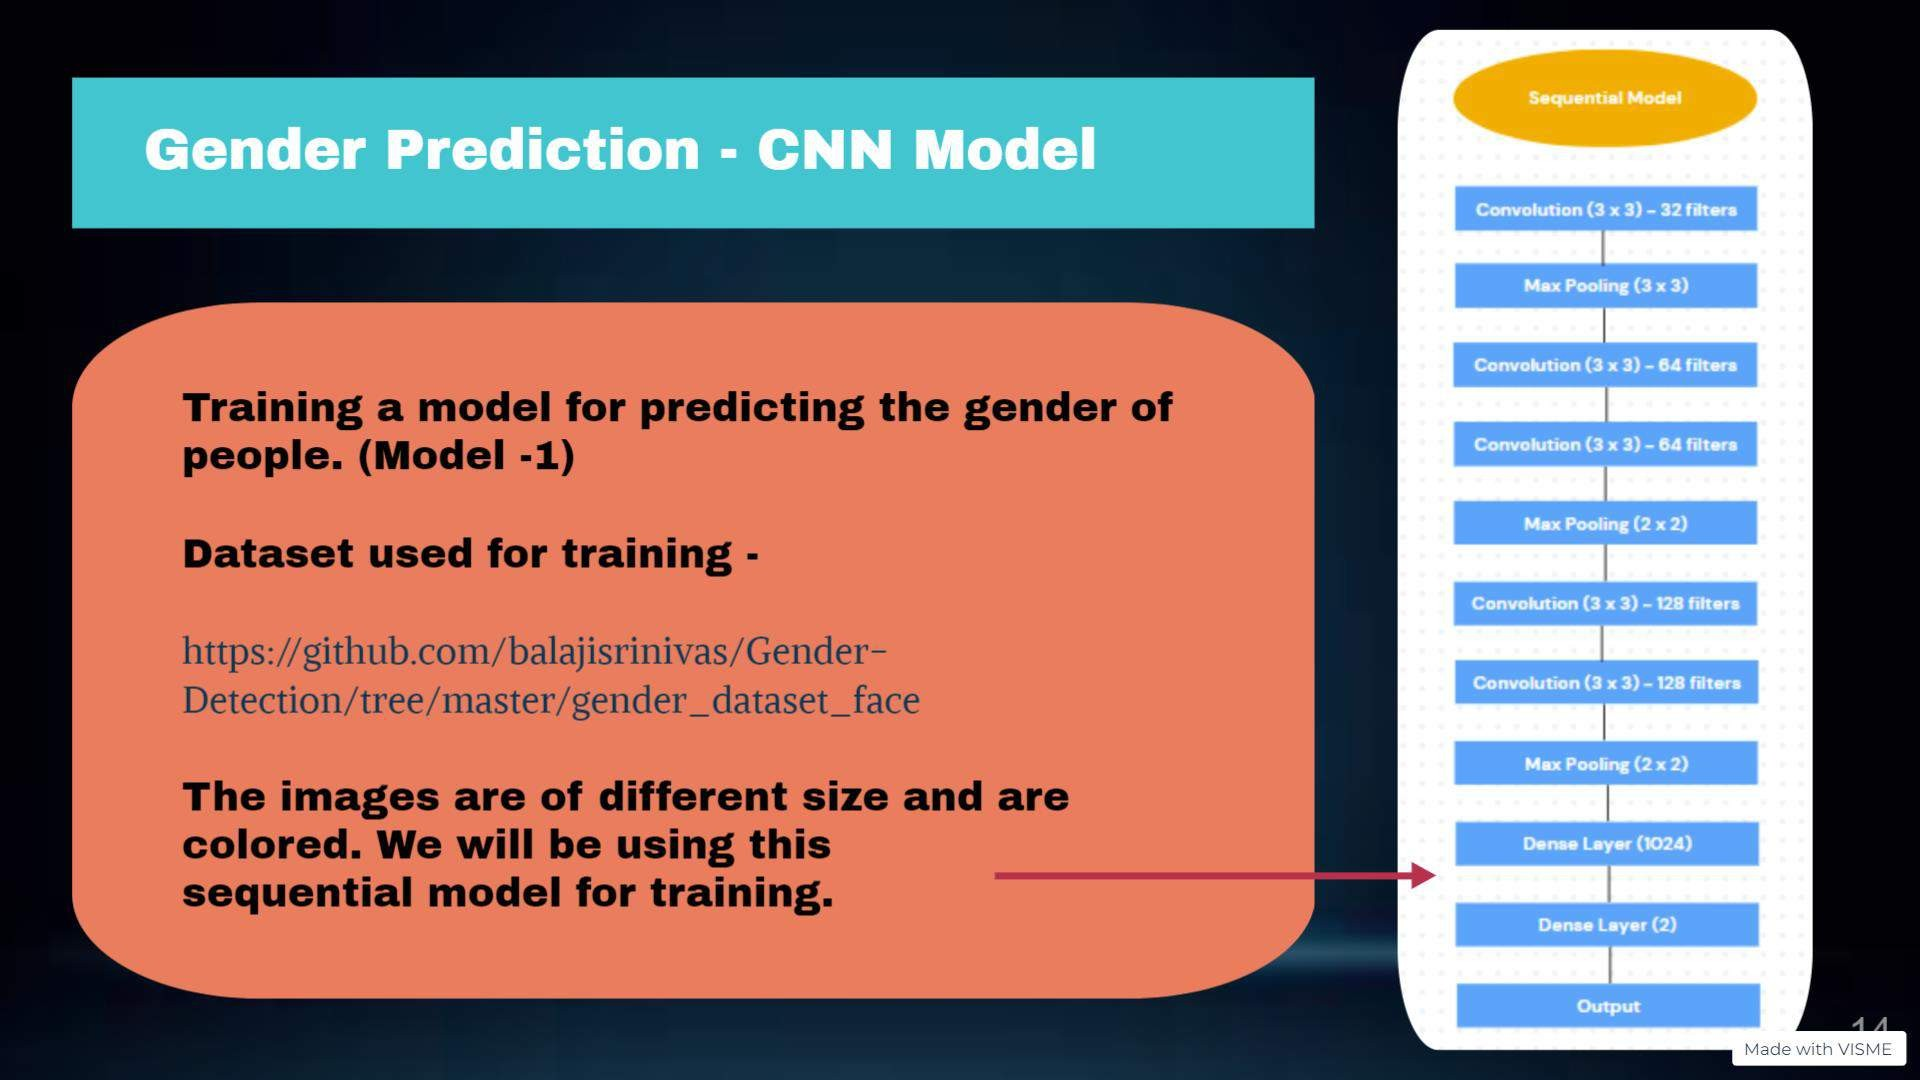 Gender Prediction - CNN Model
Training a model for predicting the gender of
people. (Model -1)
Dataset used for training -
https://github.com/balajisrinivas/Gender-
Detection/tree/master/gender_dataset_face
The images are of different size and are
colored. We will be using this
sequential model for training.
Sequential Model
Convolution (3 x 3) – 32 filters
Max Pooling (3 x 3)
Convolution (3 x 3) – 64 filters
Convolution (3 x 3) – 64 filters
Max Pooling (2 x 2)
Convolution (3 x 3) – 128 filters
Convolution (3 x 3) – 128 filters
Max Pooling (2 x 2)
Dense Layer (1024)
Dense Layer (2)
Output
14
Made with VISME